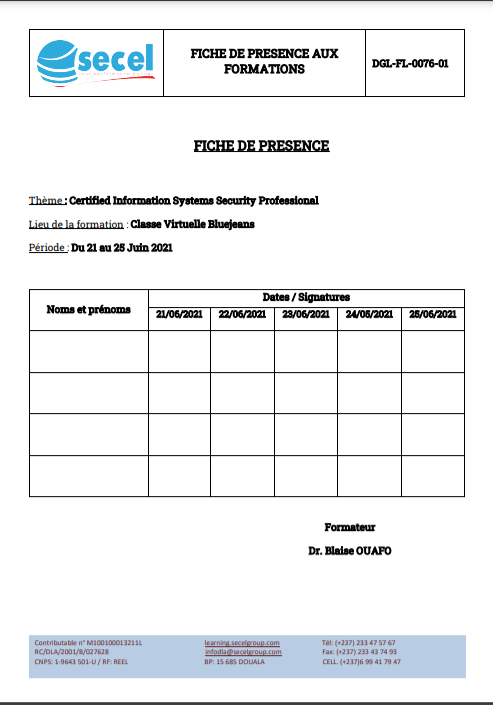 secel
FICHE DE PRESENCE AUX
FORMATIONS
DGL-FL-0076-01
FICHE DE PRESENCE
Thème : Certified Information Systems Security Professional
Lieu de la formation : Classe Virtuelle Bluejeans
Période : Du 21 au 25 Juin 2021
Noms et prénoms
Dates / Signatures
21/06/2021 22/06/2021 23/06/2021 24/05/2021 25/06/2021
Formateur
Dr. Blaise OUAFO
Contribuable n° M100100013211L
RC/DLA/2001/B/027628
CNPS: 1-9643 501-U / RF: REEL
learning.secelgroup.com
infodla@secelgroup.com
BP: 15 685 DOUALA
Tél: (+237) 233 47 57 67
Fax: (+237) 233 43 74 93
CELL. (+237)6 99 41 79 47